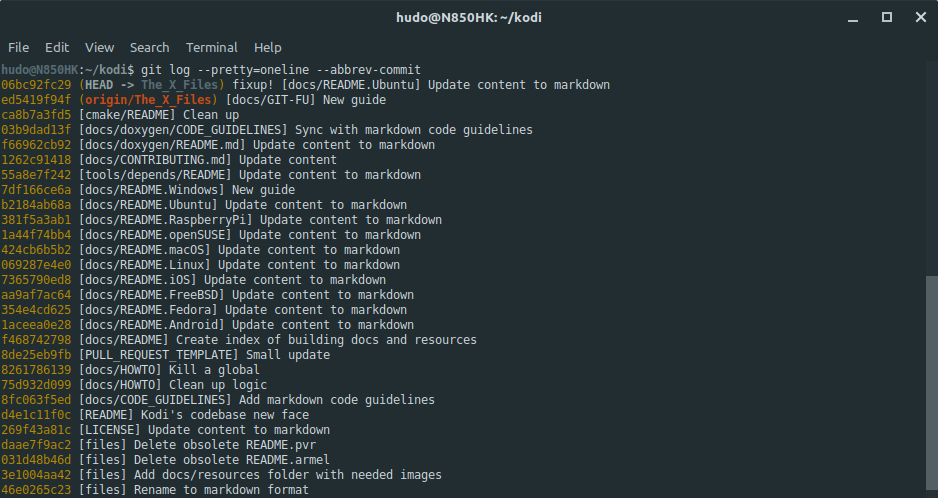 hudo@N850HK: ~/kodi
File Edit View Search Terminal Help
hudo@N850HK:~/kodi$ git log --pretty=oneline --abbrev-commit
06bc92fc29 (HEAD -> The_X_Files) fixup! [docs/README.Ubuntu] Update content to markdown
ed5419f94f (origin/The_X_Files) [docs/GIT-FU] New guide
ca8b7a3fd5 [cmake/README] Clean up
03b9dad13f [docs/doxygen/CODE_GUIDELINES] Sync with markdown code guidelines
f66962cb92 [docs/doxygen/README.md] Update content to markdown
1262c91418 [docs/CONTRIBUTING.md] Update content
55a8e7f242 [tools/depends/README] Update content to markdown
7df166ce6a [docs/README.Windows] New guide
b2184ab68a [docs/README.Ubuntu] Update content to markdown
381f5a3ab1 [docs/README.RaspberryPi] Update content to markdown
1a44f74bb4 [docs/README.openSUSE] Update content to markdown
424cb6b5b2 [docs/README.macOS] Update content to markdown
069287e4e0 [docs/README.Linux] Update content to markdown
7365790ed8 [docs/README.iOS] Update content to markdown
aa9af7ac64 [docs/README.FreeBSD] Update content to markdown
354e4cd625 [docs/README.Fedora] Update content to markdown
1aceea0e28 [docs/README.Android] Update content to markdown
f468742798 [docs/README] Create index of building docs and resources
8de25eb9fb [PULL_REQUEST_TEMPLATE] Small update
8261786139 [docs/HOWTO] Kill a global
75d932d099 [docs/HOWTO] Clean up logic
8fc063f5ed [docs/CODE_GUIDELINES] Add markdown code guidelines
d4e1c11f0c [README] Kodi's codebase new face
269f43a81c [LICENSE] Update content to markdown
daae7f9ac2 [files] Delete obsolete README.pvr
031d48b46d [files] Delete obsolete README.armel
3e1004aa42 [files] Add docs/resources folder with needed images
46e0265c23 [files] Rename to markdown format